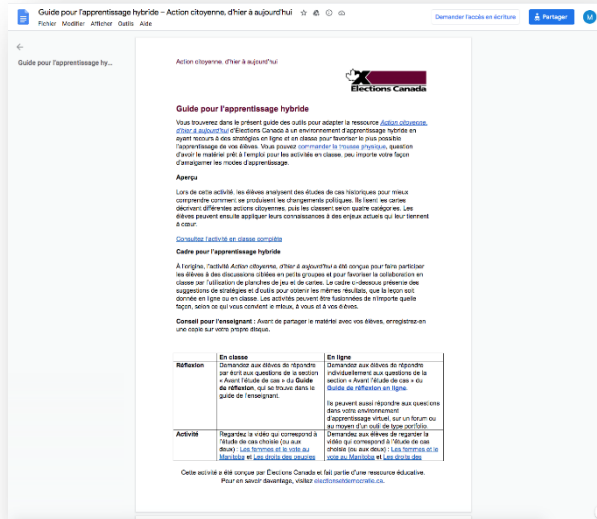 Guide pour l'apprentissage hybride – Action citoyenne, d'hier à aujourd'hui
Fichier Modifier Afficher Outils Aide
Demander l'accès en écriture
Partager
M
Guide pour l'apprentissage hy...
Action citoyenne, d'hier à aujourd'hui
Elections Canada
Guide pour l'apprentissage hybride
Vous trouverez dans le présent guide des outils pour adapter la ressource Action citoyenne,
d'hier à aujourd'hui d'Élections Canada à un environnement d'apprentissage hybride en
ayant recours à des stratégies en ligne et en classe pour favoriser le plus possible
l'apprentissage de vos élèves. Vous pouvez commander la trousse physique, question
d'avoir le matériel prêt à l'emploi pour les activités en classe, peu importe votre façon
d'amalgamer les modes d'apprentissage.
Aperçu
Lors de cette activité, les élèves analysent des études de cas historiques pour mieux
comprendre comment se produisent les changements politiques. Ils lisent les cartes
décrivant différentes actions citoyennes, puis les classent selon quatre catégories. Les
élèves peuvent ensuite appliquer leurs connaissances à des enjeux actuels qui leur tiennent
à cœur.
Consultez l'activité en classe complète
Cadre pour l'apprentissage hybride
À l'origine, l'activité Action citoyenne, d'hier à aujourd'hui a été conçue pour faire participer
les élèves à des discussions ciblées en petits groupes et pour favoriser la collaboration en
classe par l'utilisation de planches de jeu et de cartes. Le cadre ci-dessous présente des
suggestions de stratégies et d'outils pour obtenir les mêmes résultats, que la leçon soit
donnée en ligne ou en classe. Les activités peuvent être fusionnées de n'importe quelle
façon, selon ce qui vous convient le mieux, à vous et à vos élèves.
Conseil pour l'enseignant : Avant de partager le matériel avec vos élèves, enregistrez-en
une copie sur votre propre disque.
En classe
En ligne
Réflexion
Demandez aux élèves de répondre
par écrit aux questions de la section
« Avant l'étude de cas » du Guide
de réflexion, qui se trouve dans le
guide de l'enseignant.
Demandez aux élèves de répondre
individuellement aux questions de la
section « Avant l'étude de cas » du
Guide de réflexion en ligne.
Ils peuvent aussi répondre aux questions
dans votre environnement
d'apprentissage virtuel, sur un forum ou
au moyen d'un outil de type portfolio.
Activité
Regardez la vidéo qui correspond à
l'étude de cas choisie (ou aux
deux) : Les femmes et le vote au
Manitoba et Les droits des peuples
Demandez aux élèves de regarder la
vidéo qui correspond à l'étude de cas
choisie (ou aux deux) : Les femmes et le
vote au Manitoba et Les droits des
Cette activité a été conçue par Élections Canada et fait partie d'une ressource éducative.
Pour en savoir davantage, visitez electionsetdemocratie.ca.